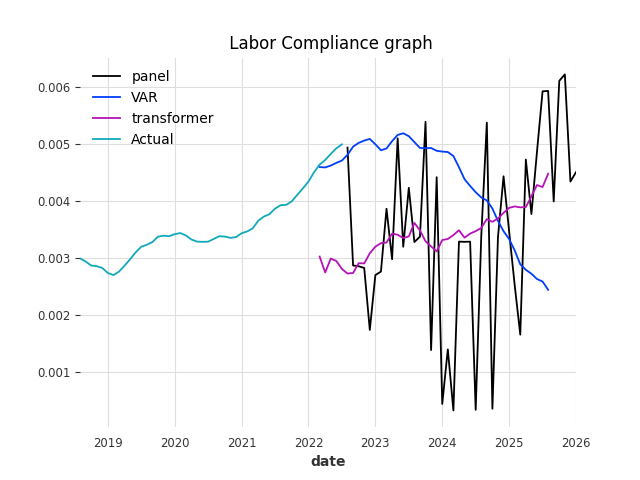 Labor Compliance graph
panel
VAR
transformer
Actual
0.006
0.005
0.004
0.003
0.002
0.001
2019 2020 2021 2022 2023 2024 2025 2026
date